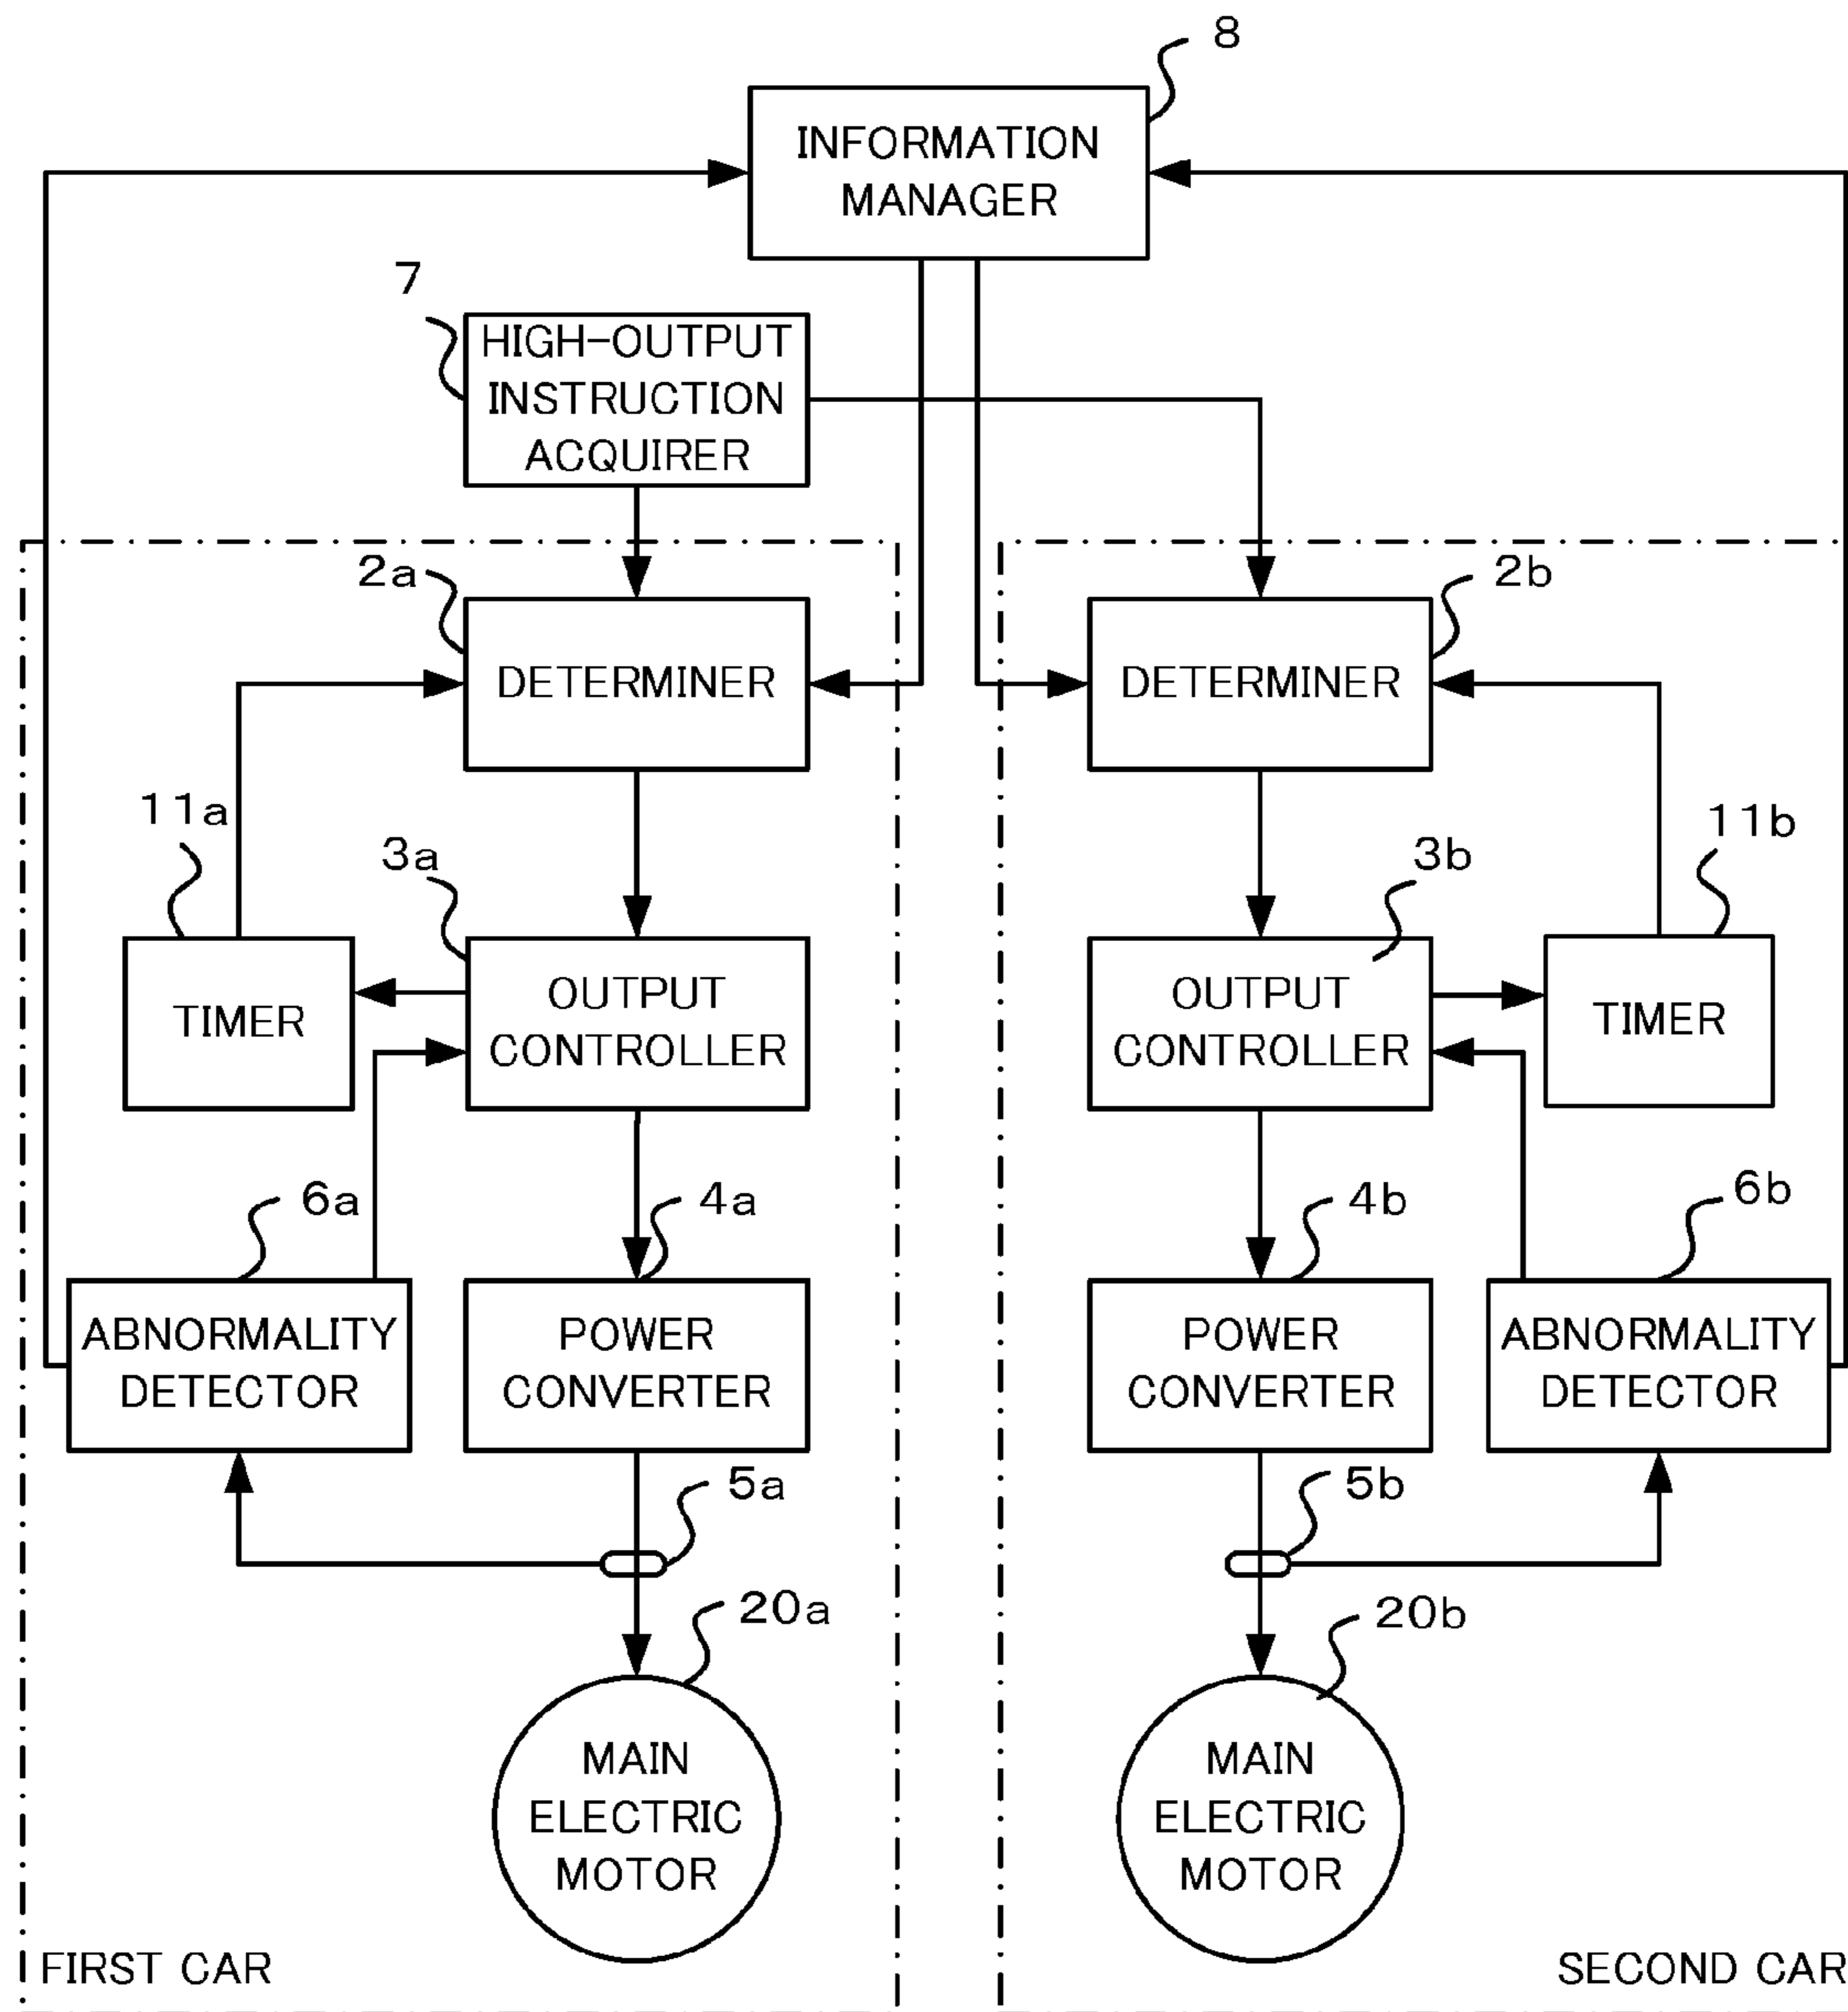 8
INFORMATION
MANAGER
7
HIGH-OUTPUT
INSTRUCTION
ACQUIRER
2a
2b
DETERMINER
DETERMINER
11a
11b
3a
3b
TIMER
OUTPUT
CONTROLLER
OUTPUT
CONTROLLER
TIMER
6a
4a
4b
6b
ABNORMALITY
DETECTOR
POWER
CONVERTER
POWER
CONVERTER
ABNORMALITY
DETECTOR
5a
5b
20a
20b
MAIN
ELECTRIC
MOTOR
MAIN
ELECTRIC
MOTOR
FIRST CAR
SECOND CAR